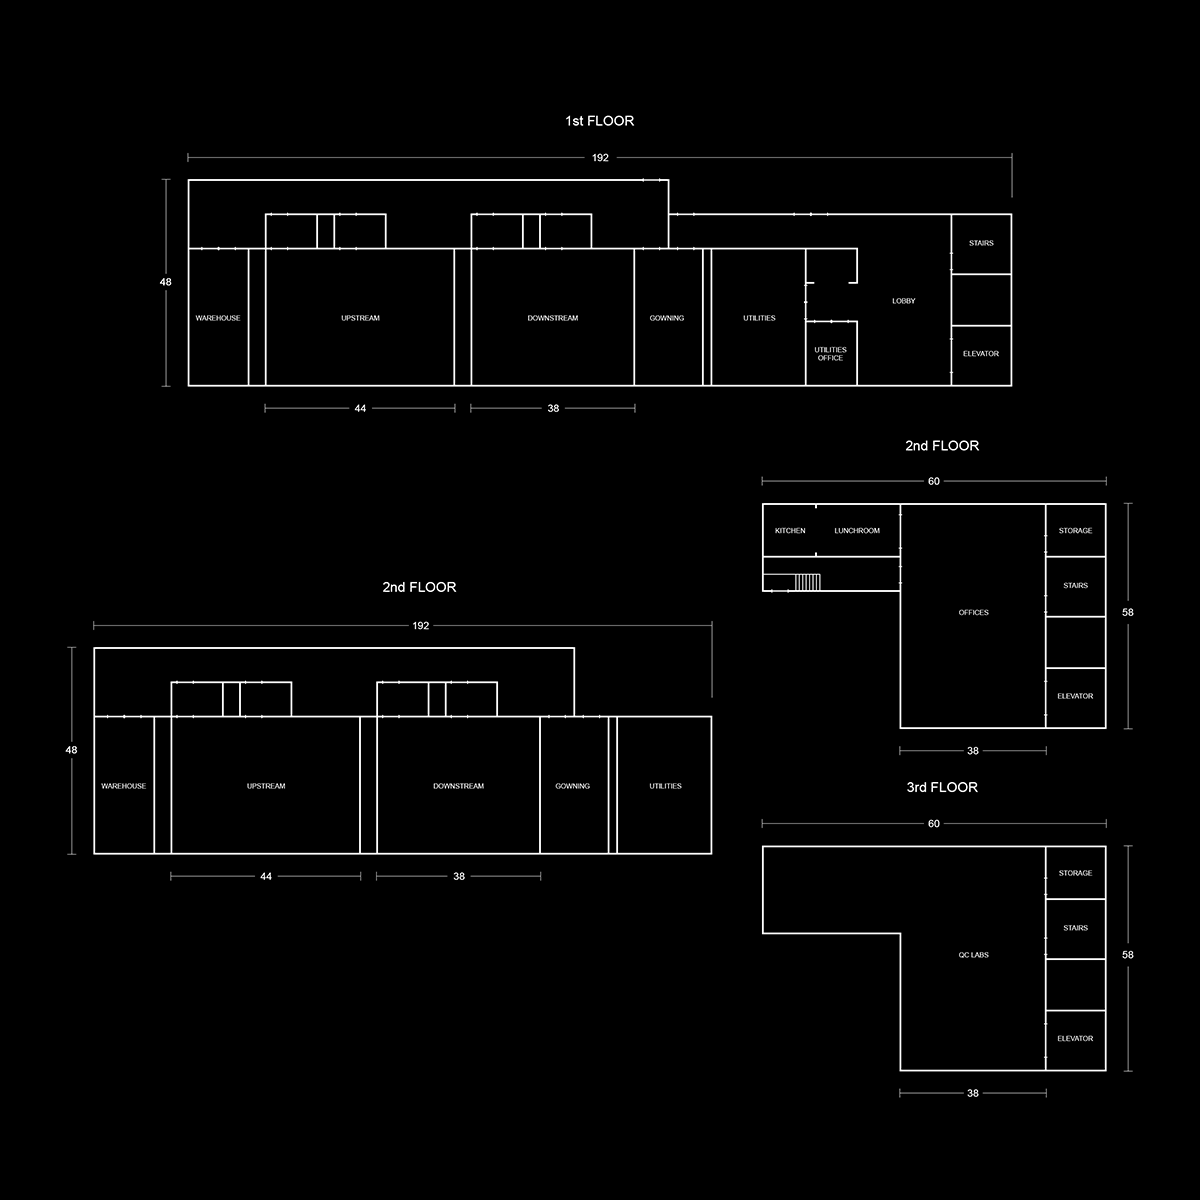 1st FLOOR
192
48
STAIRS
LOBBY
WAREHOUSE
UPSTREAM
DOWNSTREAM
GOWNING
UTILITIES
UTILITIES
OFFICE
ELEVATOR
44
38
2nd FLOOR
60
KITCHEN
LUNCHROOM
STORAGE
STAIRS
OFFICES
58
ELEVATOR
38
2nd FLOOR
192
48
WAREHOUSE
UPSTREAM
DOWNSTREAM
GOWNING
UTILITIES
44
38
3rd FLOOR
60
STORAGE
STAIRS
QC LABS
58
ELEVATOR
38